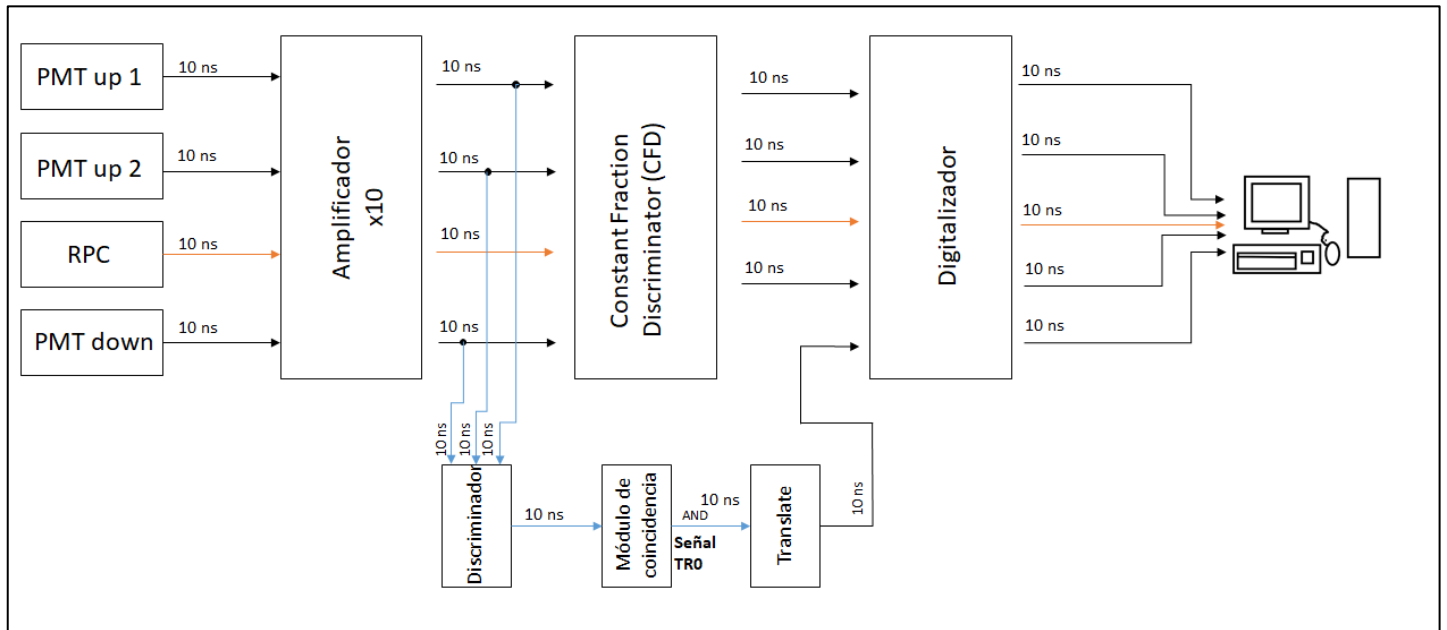 PMT up 1
10 ns
PMT up 2
10 ns
RPC
10 ns
PMT down
10 ns
Amplificador
x10
10 ns
10 ns
10 ns
10 ns
Constant Fraction
Discriminator (CFD)
10 ns
10 ns
10 ns
10 ns
Digitalizador
10 ns
10 ns
10 ns
10 ns
10 ns
10 ns
10 ns
10 ns
Discriminador
10 ns
Módulo de
coincidencia
10 ns
AND
Señal
TR0
Translate
10 ns